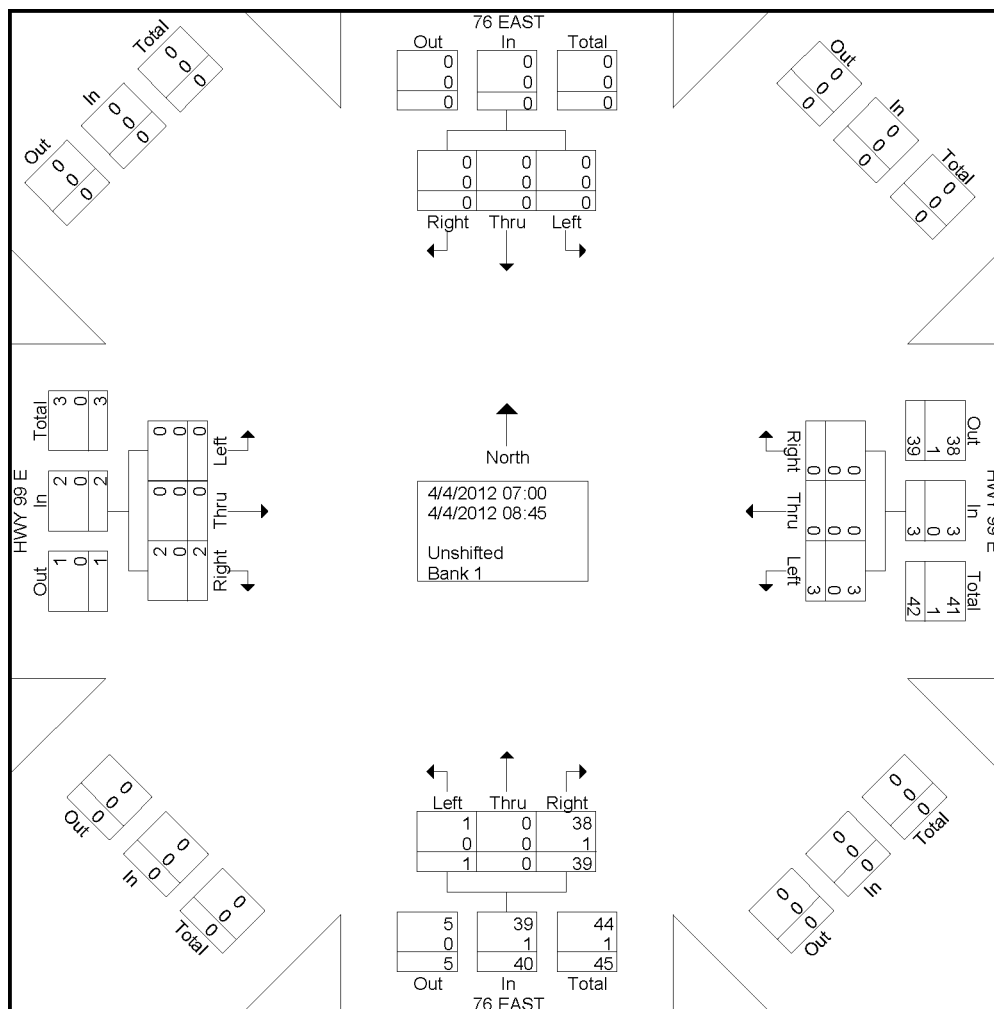 76 EAST
Out In Total
0 0 0
0 0 0
0 0 0
0 0 0
0 0 0
0 0 0
Right Thru Left
Total
0
0
0
In
0
0
0
Out
0
0
0
Out
0
0
0
In
0
0
0
Total
0
0
0
HWY 99 E
Total
3 0 3
In
2 0 2
Out
1 0 1
Left
0 0 0
Thru
0 0 0
Right
2 0 2
North
4/4/2012 07:00
4/4/2012 08:45
Unshifted
Bank 1
Right
0 0 0
Thru
0 0 0
Left
3 0 3
Out
38
1
39
In
3
0
3
Total
41
1
42
HWY 99 E
Out
0
0
0
In
0
0
0
Total
0
0
0
Left Thru Right
1 0 38
0 0 1
1 0 39
5 39 44
0 1 1
5 40 45
Out In Total
76 EAST
0
0
0
Total
0
0
0
In
0
0
0
Out